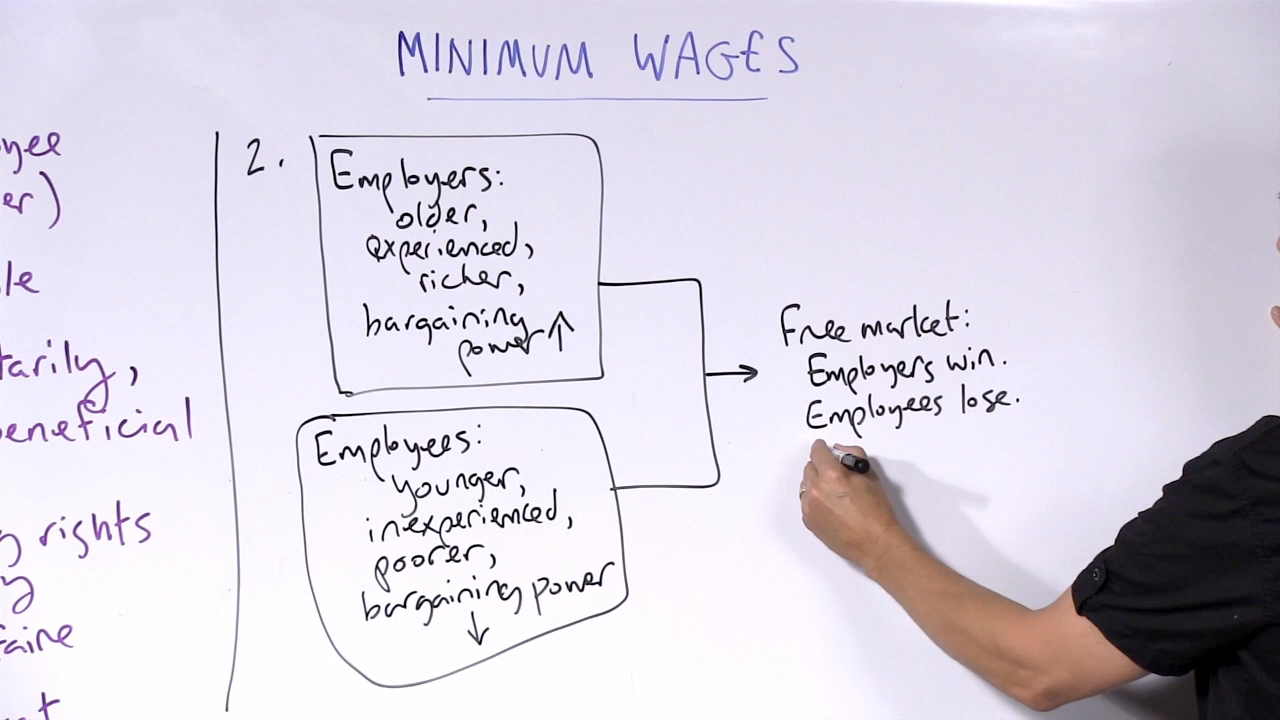 MINIMUM WAGES
yee
er)
le
tarily,
eneficial
rights
y
faire
2.
Employers:
older,
experienced,
richer,
bargaining
power ↑
Employees:
younger,
inexperienced,
poorer,
bargaining power
↓
Free market:
Employers win.
Employees lose.